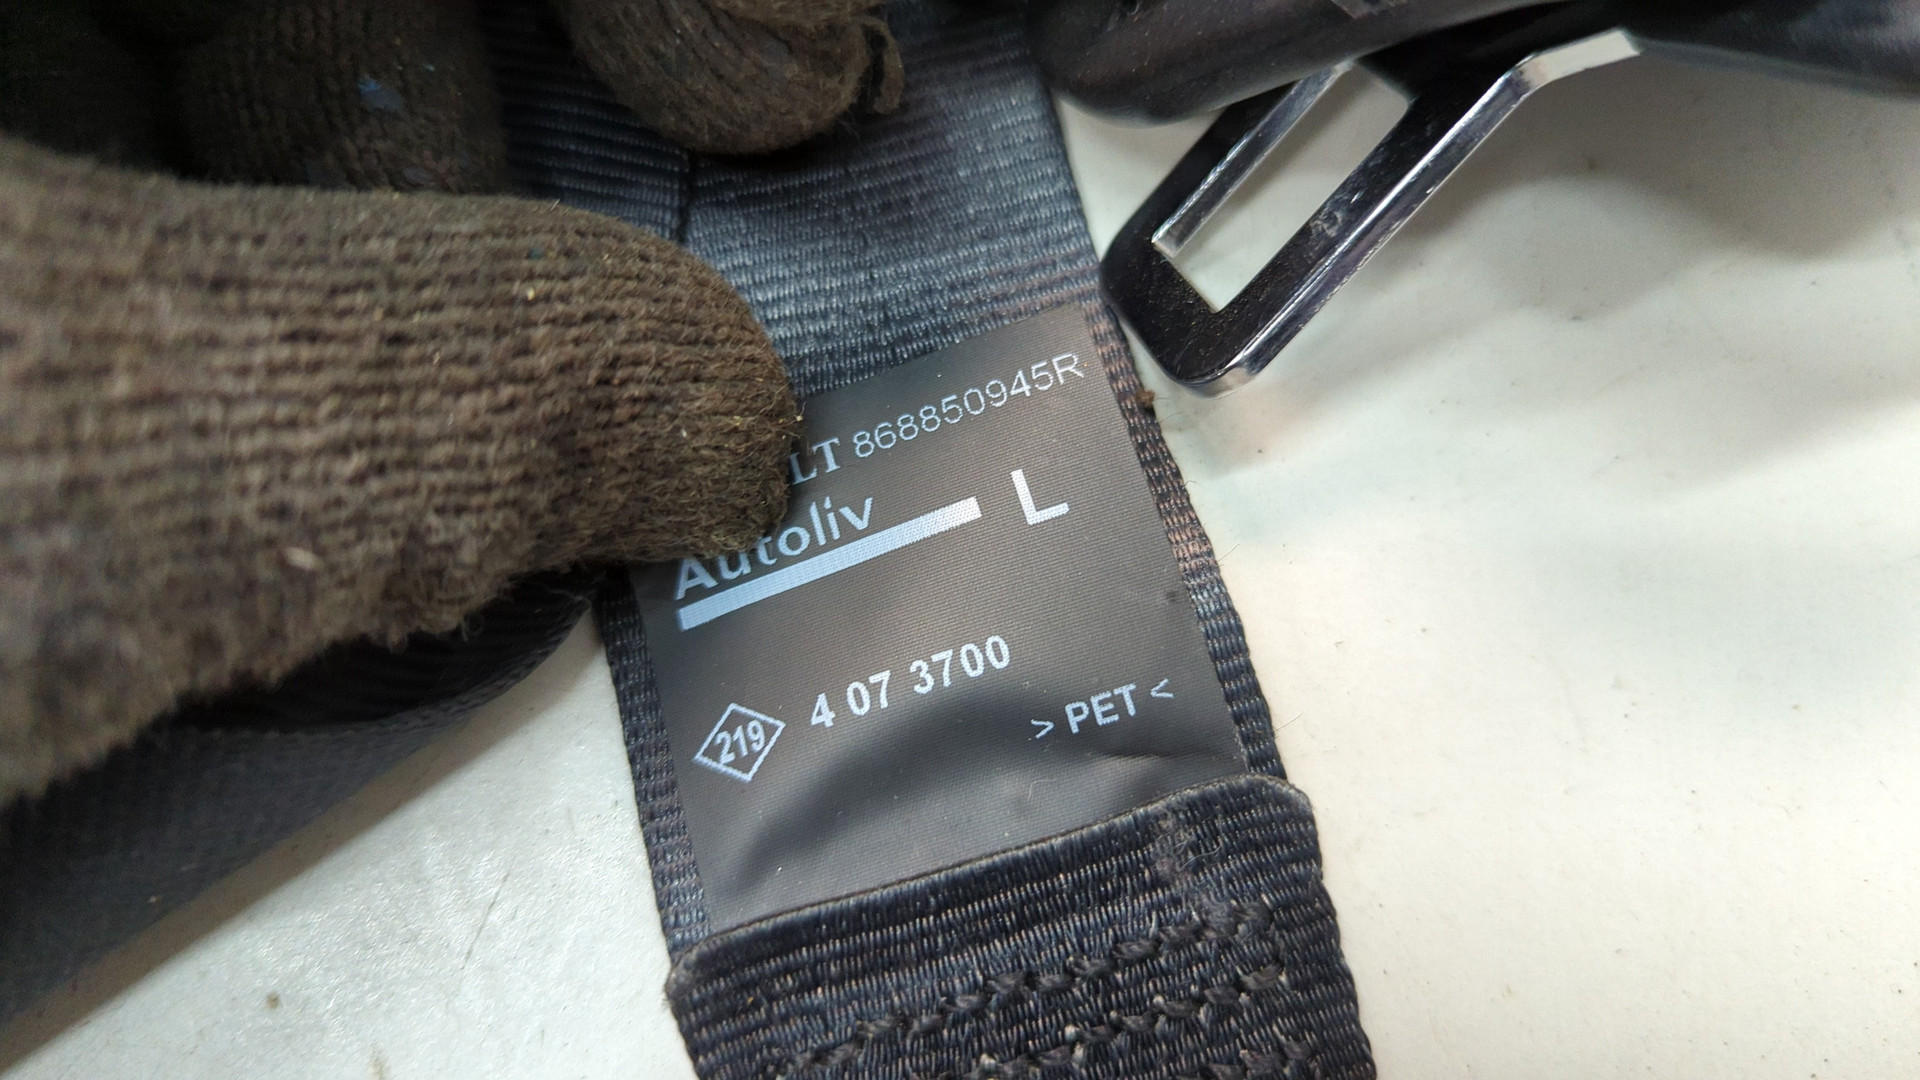 LT 868850945R
Autoliv L
219 4 07 3700
> PET <